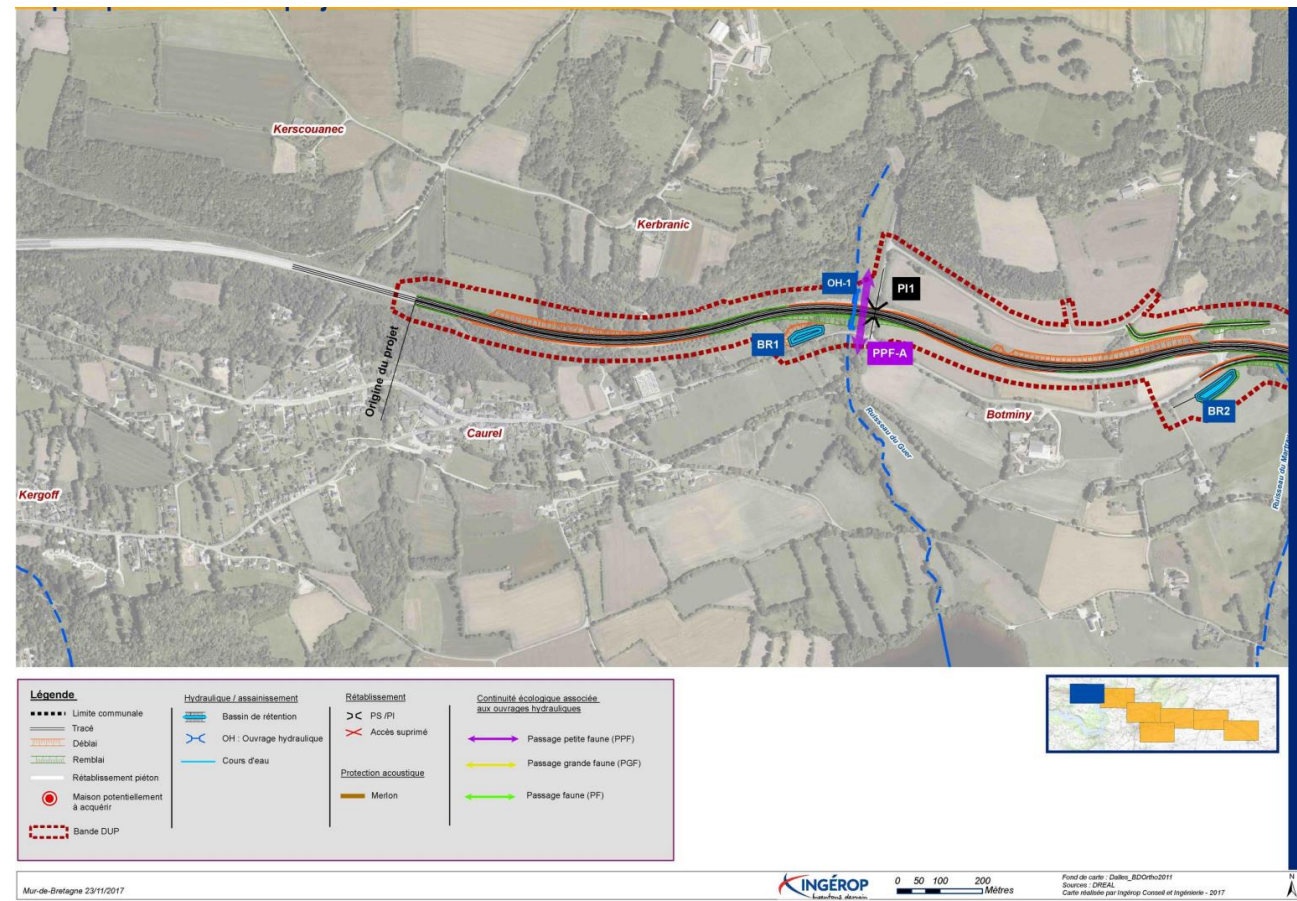 Kerscouanec
Kerbranic
OH-1
PI1
BR1
PPF-A
Origine du projet
Caurel
Ruisseau du Guer
Botminy
BR2
Kergoff
Légende
Limite communale
Tracé
Déblai
Remblai
Rétablissement piéton
Maison potentiellement
à acquérir
Bande DUP
Hydraulique / assainissement
Bassin de rétention
OH : Ouvrage hydraulique
Cours d'eau
Rétablissement
PS /PI
Accès suprimé
Protection acoustique
Merlon
Continuité écologique associée
aux ouvrages hydrauliques
Passage petite faune (PPF)
Passage grande faune (PGF)
Passage faune (PF)
Mur-de-Bretagne 23/11/2017
INGÉROP
Inventons demain
0 50 100 200
Mètres
Fond de carte : Dalles_BDOrtho2011
Sources : DREAL
Carte réalisée par Ingérop Conseil et Ingénierie - 2017
N